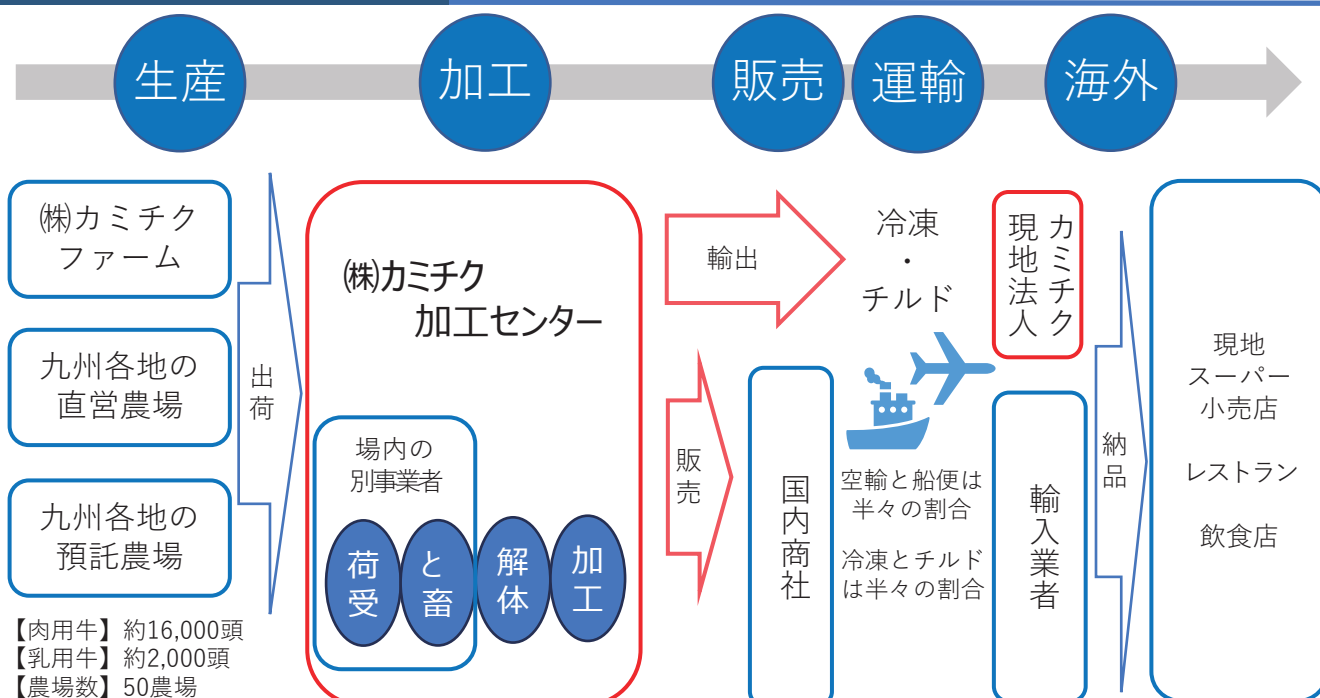 生産
加工
販売
運輸
海外
㈱カミチク
ファーム
九州各地の
直営農場
九州各地の
預託農場
【肉用牛】約16,000頭
【乳用牛】約2,000頭
【農場数】50農場
出荷
㈱カミチク
加工センター
場内の
別事業者
荷受
と畜
解体
加工
輸出
販売
国内商社
冷凍
・
チルド
空輸と船便は
半々の割合
冷凍とチルド
は半々の割合
カミチク
現地法人
輸入業者
納品
現地
スーパー
小売店
レストラン
飲食店